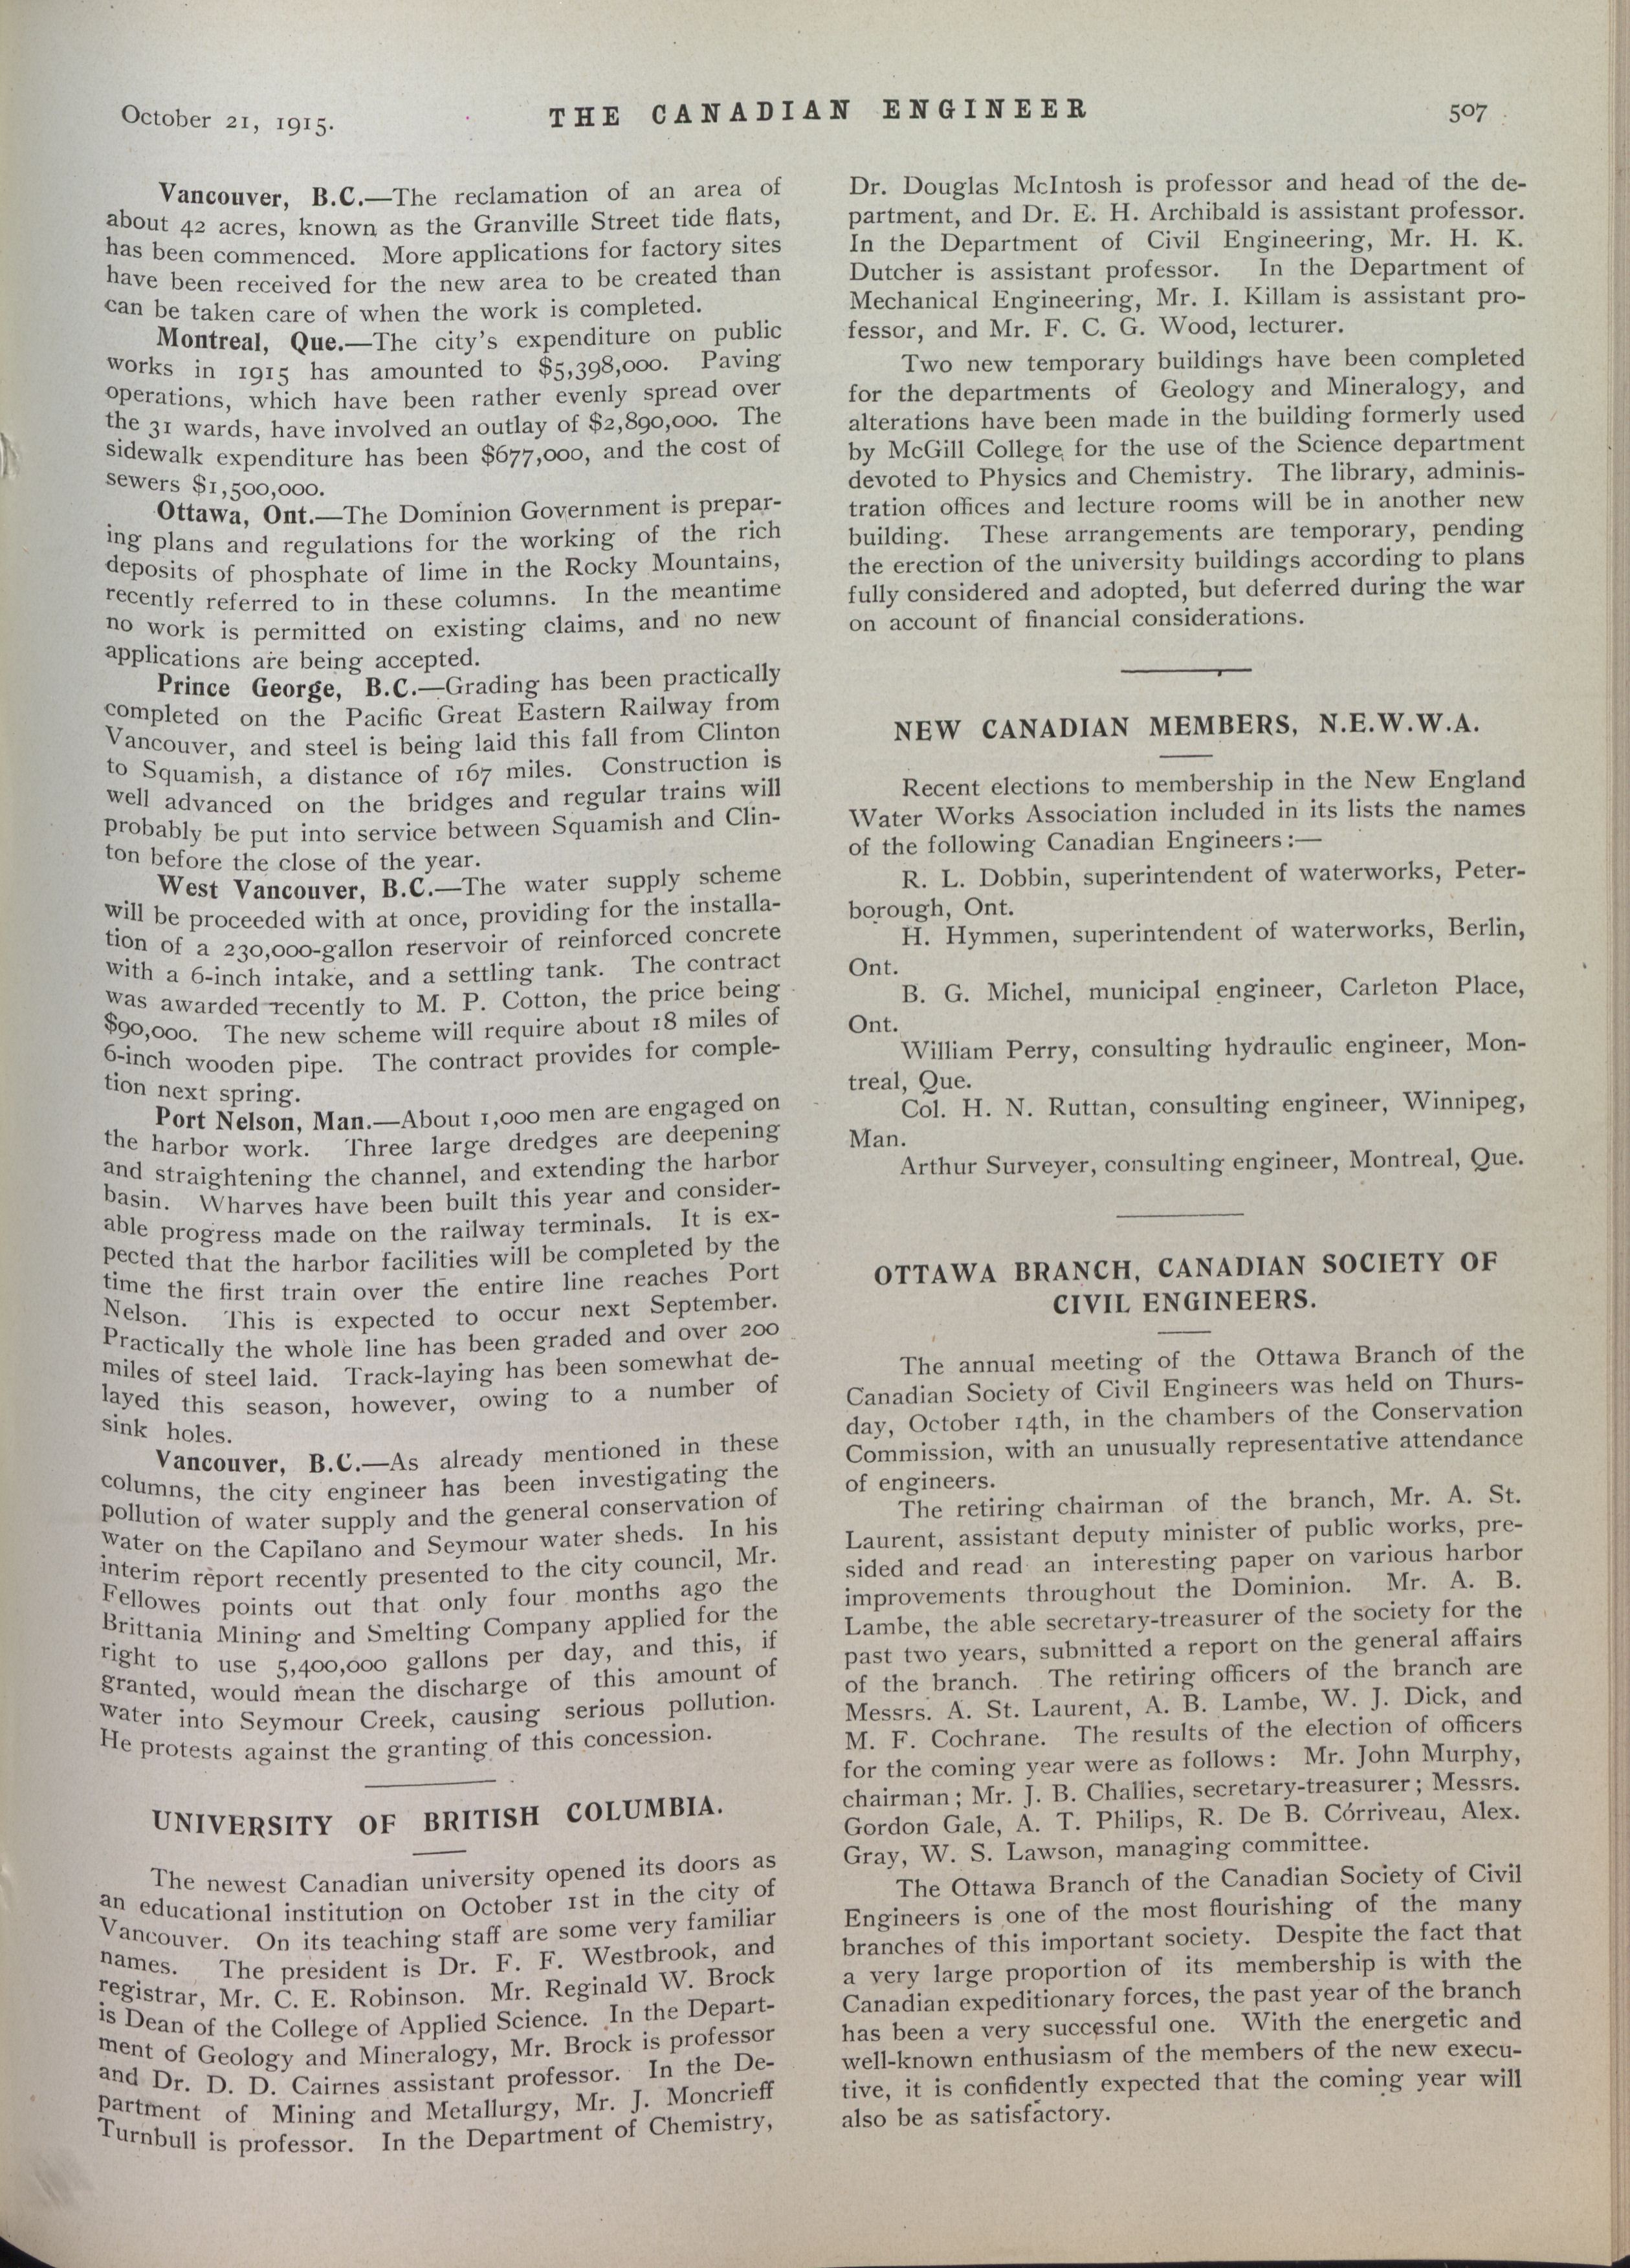 October 21, 1915.
THE CANADIAN ENGINEER
507
Vancouver, B.C.—The reclamation of an area of
about 42 acres, known as the Granville Street tide flats,
has been commenced. More applications for factory sites
have been received for the new area to be created than
can be taken care of when the work is completed.
Montreal, Que.—The city's expenditure on public
works in 1915 has amounted to $5,398,000. Paving
operations, which have been rather evenly spread over
the 31 wards, have involved an outlay of $2,890,000. The
sidewalk expenditure has been $677,000, and the cost of
sewers $1,500,000.
Ottawa, Ont.—The Dominion Government is prepar-
ing plans and regulations for the working of the rich
deposits of phosphate of lime in the Rocky Mountains,
recently referred to in these columns. In the meantime
no work is permitted on existing claims, and no new
applications are being accepted.
Prince George, B.C.—Grading has been practically
completed on the Pacific Great Eastern Railway from
Vancouver, and steel is being laid this fall from Clinton
to Squamish, a distance of 167 miles. Construction is
well advanced on the bridges and regular trains will
probably be put into service between Squamish and Clin-
ton before the close of the year.
West Vancouver, B.C.—The water supply scheme
will be proceeded with at once, providing for the installa-
tion of a 230,000-gallon reservoir of reinforced concrete
with a 6-inch intake, and a settling tank. The contract
was awarded recently to M. P. Cotton, the price being
$90,000. The new scheme will require about 18 miles of
6-inch wooden pipe. The contract provides for comple-
tion next spring.
Port Nelson, Man.—About 1,000 men are engaged on
the harbor work. Three large dredges are deepening
and straightening the channel, and extending the harbor
basin. Wharves have been built this year and consider-
able progress made on the railway terminals. It is ex-
pected that the harbor facilities will be completed by the
time the first train over the entire line reaches Port
Nelson. This is expected to occur next September.
Practically the whole line has been graded and over 200
miles of steel laid. Track-laying has been somewhat de-
layed this season, however, owing to a number of
sink holes.
Vancouver, B.C.—As already mentioned in these
columns, the city engineer has been investigating the
pollution of water supply and the general conservation of
water on the Capilano and Seymour water sheds. In his
interim report recently presented to the city council, Mr.
Fellowes points out that only four months ago the
Brittania Mining and Smelting Company applied for the
right to use 5,400,000 gallons per day, and this, if
granted, would mean the discharge of this amount of
water into Seymour Creek, causing serious pollution.
He protests against the granting of this concession.
UNIVERSITY OF BRITISH COLUMBIA.
The newest Canadian university opened its doors as
an educational institution on October 1st in the city of
Vancouver. On its teaching staff are some very familiar
names. The president is Dr. F. F. Westbrook, and
registrar, Mr. C. E. Robinson. Mr. Reginald W. Brock
is Dean of the College of Applied Science. In the Depart-
ment of Geology and Mineralogy, Mr. Brock is professor
and Dr. D. D. Cairnes assistant professor. In the De-
partment of Mining and Metallurgy, Mr. J. Moncrieff
Turnbull is professor. In the Department of Chemistry,
Dr. Douglas McIntosh is professor and head of the de-
partment, and Dr. E. H. Archibald is assistant professor.
In the Department of Civil Engineering, Mr. H. K.
Dutcher is assistant professor. In the Department of
Mechanical Engineering, Mr. I. Killam is assistant pro-
fessor, and Mr. F. C. G. Wood, lecturer.
Two new temporary buildings have been completed
for the departments of Geology and Mineralogy, and
alterations have been made in the building formerly used
by McGill College for the use of the Science department
devoted to Physics and Chemistry. The library, adminis-
tration offices and lecture rooms will be in another new
building. These arrangements are temporary, pending
the erection of the university buildings according to plans
fully considered and adopted, but deferred during the war
on account of financial considerations.
NEW CANADIAN MEMBERS, N.E.W.W.A.
Recent elections to membership in the New England
Water Works Association included in its lists the names
of the following Canadian Engineers:—
R. L. Dobbin, superintendent of waterworks, Peter-
borough, Ont.
H. Hymmen, superintendent of waterworks, Berlin,
Ont.
B. G. Michel, municipal engineer, Carleton Place,
Ont.
William Perry, consulting hydraulic engineer, Mon-
treal, Que.
Col. H. N. Ruttan, consulting engineer, Winnipeg,
Man.
Arthur Surveyer, consulting engineer, Montreal, Que.
OTTAWA BRANCH, CANADIAN SOCIETY OF
CIVIL ENGINEERS.
The annual meeting of the Ottawa Branch of the
Canadian Society of Civil Engineers was held on Thurs-
day, October 14th, in the chambers of the Conservation
Commission, with an unusually representative attendance
of engineers.
The retiring chairman of the branch, Mr. A. St.
Laurent, assistant deputy minister of public works, pre-
sided and read an interesting paper on various harbor
improvements throughout the Dominion. Mr. A. B.
Lambe, the able secretary-treasurer of the society for the
past two years, submitted a report on the general affairs
of the branch. The retiring officers of the branch are
Messrs. A. St. Laurent, A. B. Lambe, W. J. Dick, and
M. F. Cochrane. The results of the election of officers
for the coming year were as follows: Mr. John Murphy,
chairman; Mr. J. B. Challies, secretary-treasurer; Messrs.
Gordon Gale, A. T. Philips, R. De B. Córriveau, Alex.
Gray, W. S. Lawson, managing committee.
The Ottawa Branch of the Canadian Society of Civil
Engineers is one of the most flourishing of the many
branches of this important society. Despite the fact that
a very large proportion of its membership is with the
Canadian expeditionary forces, the past year of the branch
has been a very successful one. With the energetic and
well-known enthusiasm of the members of the new execu-
tive, it is confidently expected that the coming year will
also be as satisfactory.